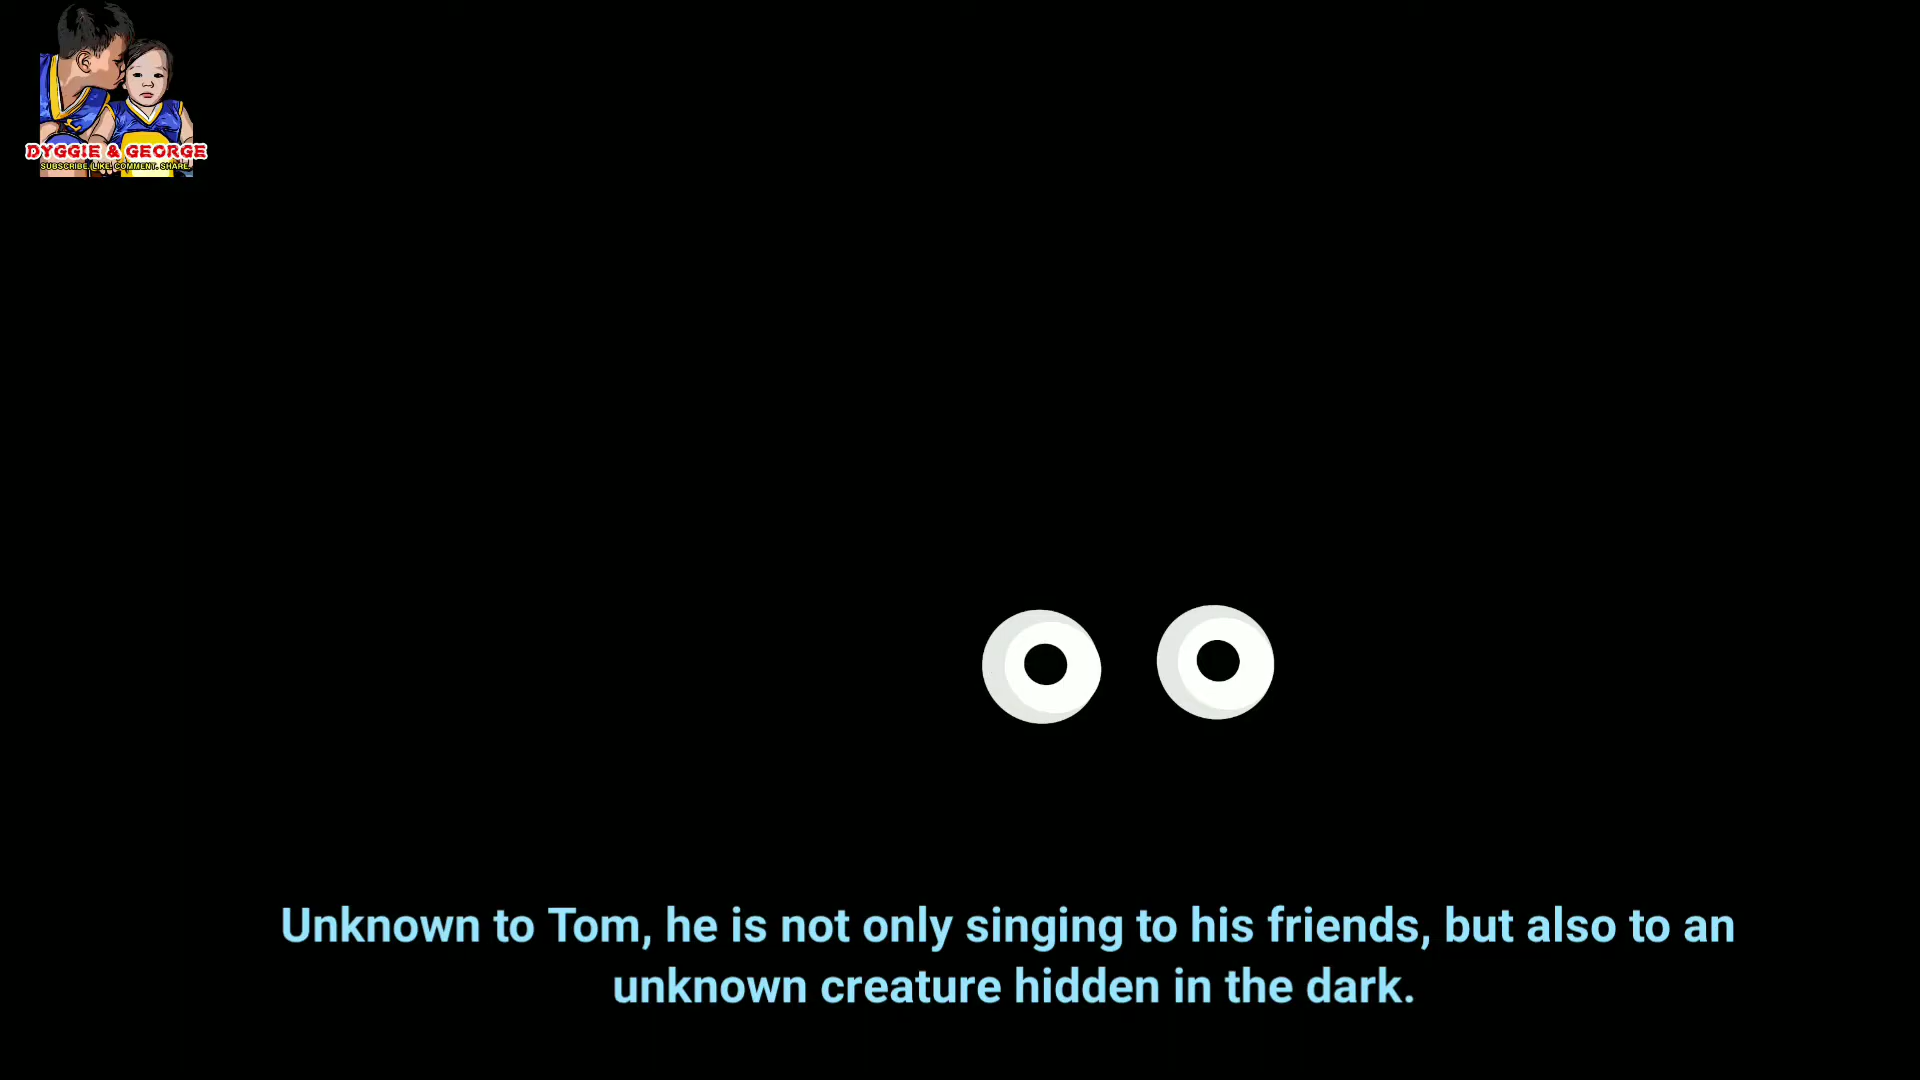 DYGGIE & GEORGE
SUBSCRIBE. LIKE. COMMENT. SHARE.
Unknown to Tom, he is not only singing to his friends, but also to an
unknown creature hidden in the dark.